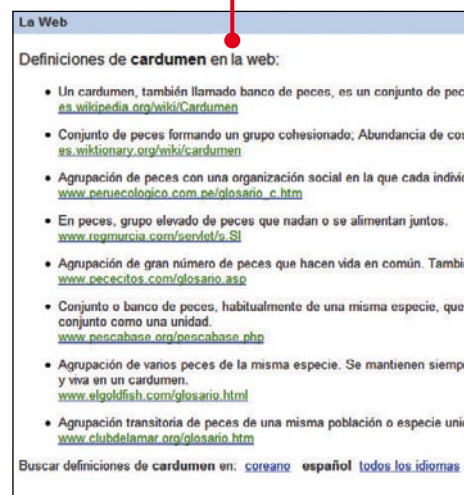 La Web
Definiciones de cardumen en la web:
• Un cardumen, también llamado banco de peces, es un conjunto de pec
es.wikipedia.org/wiki/Cardumen
• Conjunto de peces formando un grupo cohesionado; Abundancia de cos
es.wiktionary.org/wiki/cardumen
• Agrupación de peces con una organización social en la que cada individ
www.peruecologico.com.pe/glosario_c.htm
• En peces, grupo elevado de peces que nadan o se alimentan juntos.
www.regmurcia.com/servlet/s.Sl
• Agrupación de gran número de peces que hacen vida en común. Tambié
www.pececitos.com/glosario.asp
• Conjunto o banco de peces, habitualmente de una misma especie, que
conjunto como una unidad.
www.pescabase.org/pescabase.php
• Agrupación de varios peces de la misma especie. Se mantienen siempr
y viva en un cardumen.
www.elgoldfish.com/glosario.html
• Agrupación transitoria de peces de una misma población o especie unid
www.clubdelamar.org/glosario.htm
Buscar definiciones de cardumen en: coreano español todos los idiomas